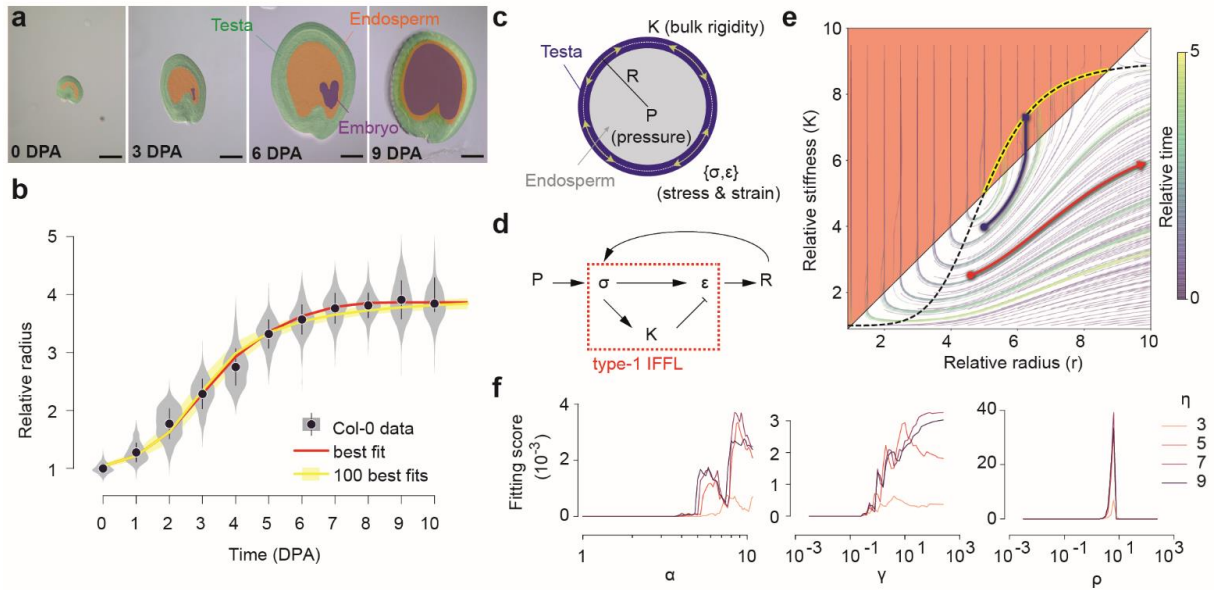 a
Testa
Endosperm
Embryo
0 DPA
3 DPA
6 DPA
9 DPA
b
Relative radius
5
4
3
2
1
Col-0 data
best fit
100 best fits
0 1 2 3 4 5 6 7 8 9 10
Time (DPA)
c
K (bulk rigidity)
Testa
R
P
(pressure)
Endosperm
{σ,ε}
(stress & strain)
d
P
σ
ε
R
K
type-1 IFFL
e
Relative stiffness (K)
10
8
6
4
2
2 4 6 8 10
Relative radius (r)
5
0
Relative time
f
Fitting score
(10⁻³)
4
2
0
1 10
α
3
2
1
0
10⁻³ 10⁻¹ 10¹ 10³
γ
40
20
0
10⁻³ 10⁻¹ 10¹ 10³
ρ
η
3
5
7
9